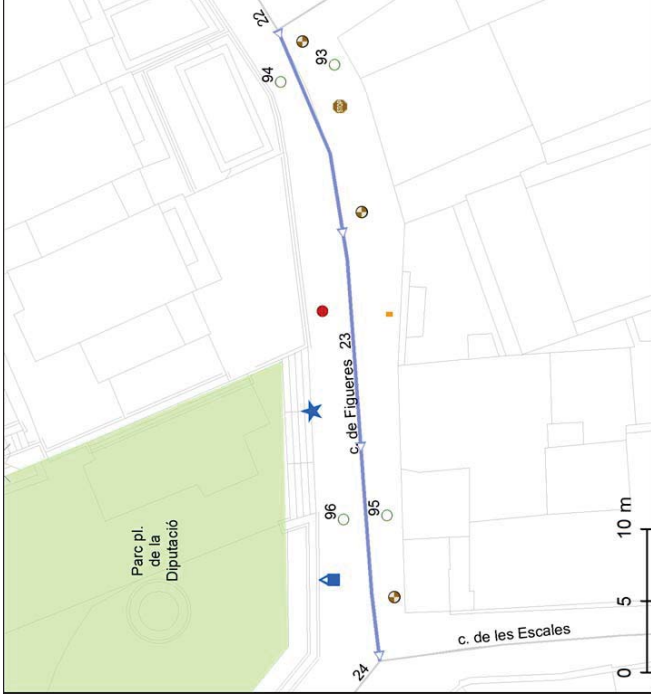 22
94
93
STOP
c. de Figueres 23
96
95
Parc pl.
de la
Diputació
24
c. de les Escales
0 5 10 m